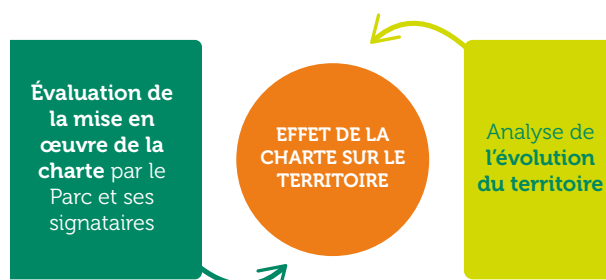 Évaluation de
la mise en
œuvre de la
charte par le
Parc et ses
signataires
EFFET DE LA
CHARTE SUR LE
TERRITOIRE
Analyse de
l’évolution
du territoire